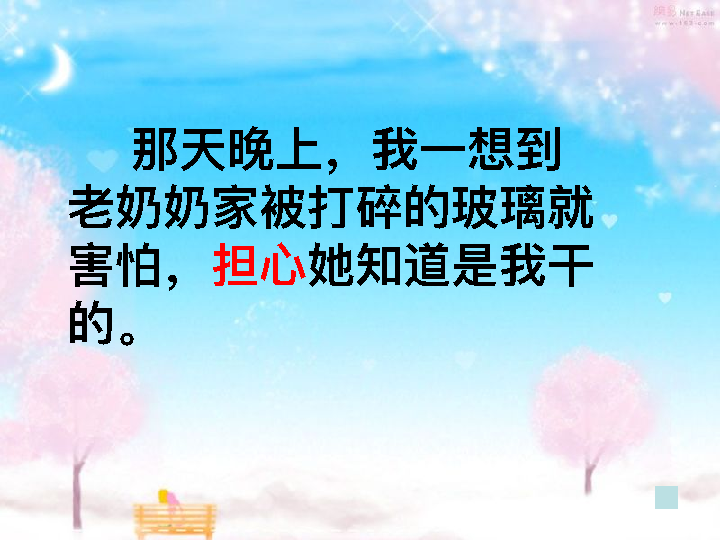 網易 NETEASE
www.163.com
那天晚上，我一想到
老奶奶家被打碎的玻璃就
害怕，担心她知道是我干
的。